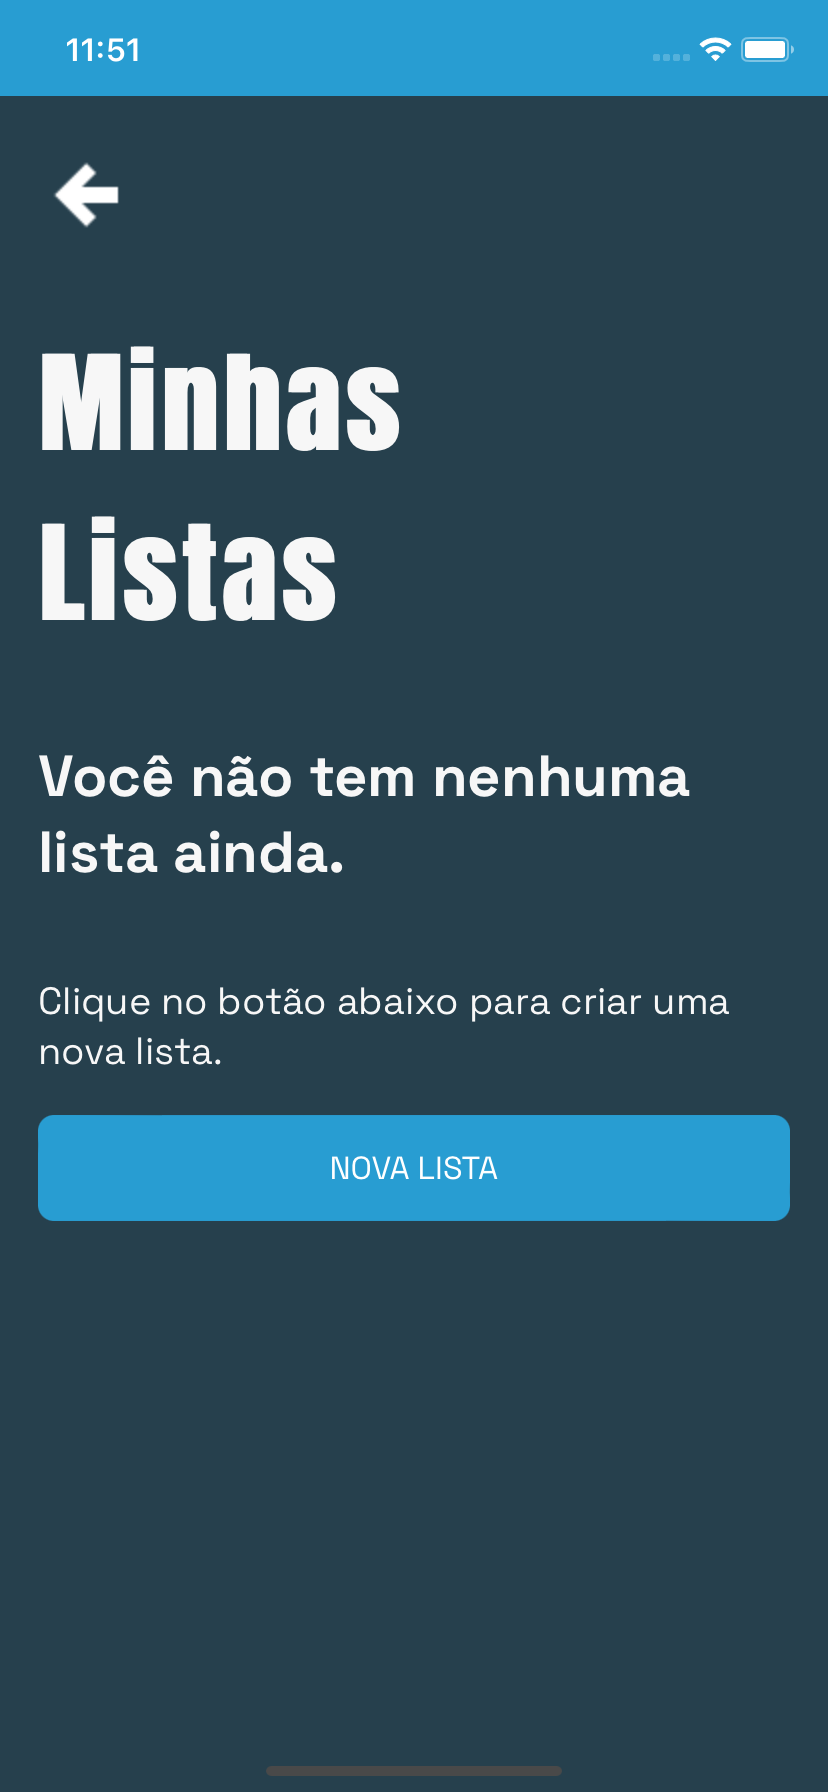 11:51
Minhas
Listas
Você não tem nenhuma
lista ainda.
Clique no botão abaixo para criar uma
nova lista.
NOVA LISTA